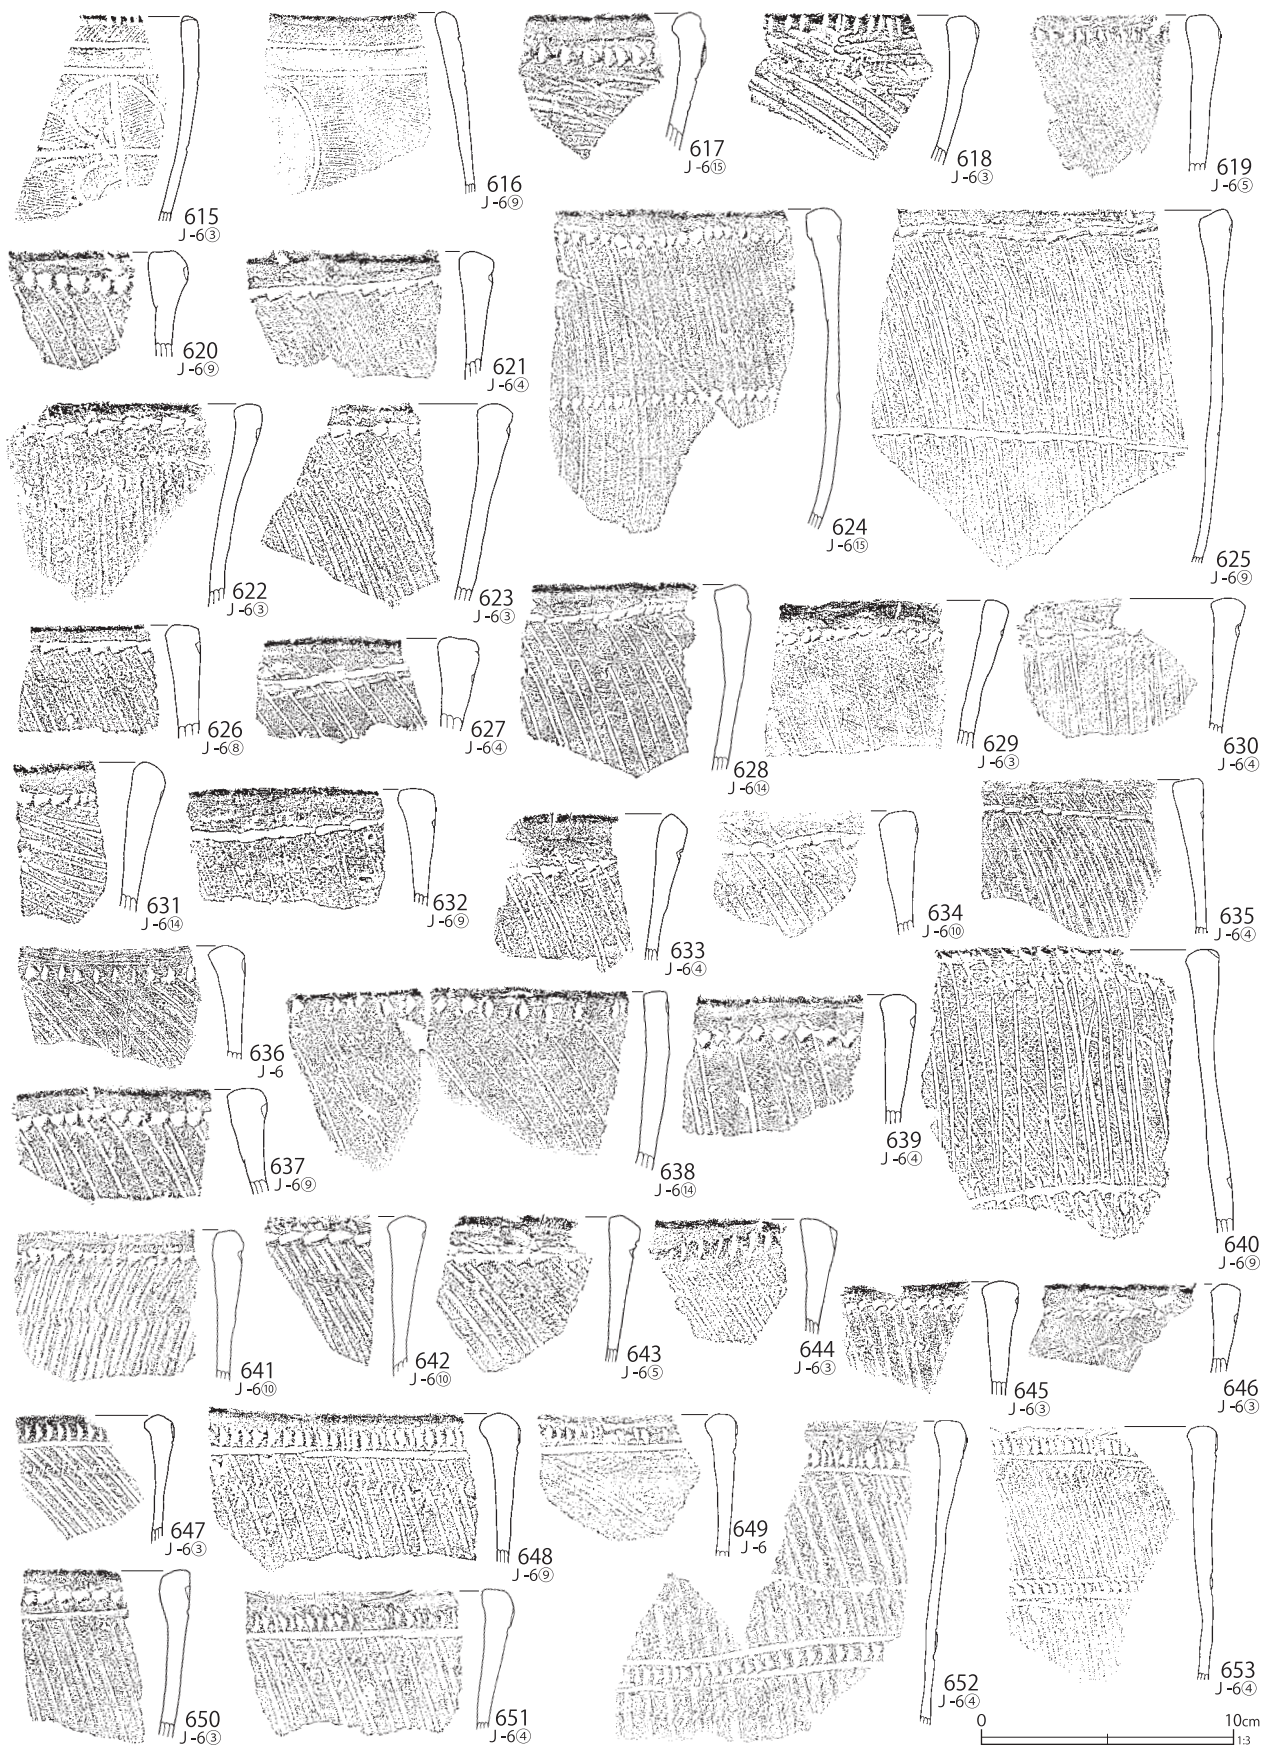 615
J-6③
616
J-6⑨
617
J-6⑮
618
J-6③
619
J-6⑤
620
J-6⑨
621
J-6④
622
J-6③
623
J-6③
624
J-6⑮
625
J-6⑨
626
J-6⑧
627
J-6④
628
J-6⑭
629
J-6③
630
J-6④
631
J-6⑭
632
J-6⑨
633
J-6④
634
J-6⑩
635
J-6④
636
J-6
637
J-6⑨
638
J-6⑭
639
J-6④
640
J-6⑨
641
J-6⑩
642
J-6⑩
643
J-6⑤
644
J-6③
645
J-6③
646
J-6③
647
J-6③
648
J-6⑨
649
J-6
650
J-6③
651
J-6④
652
J-6④
653
J-6④
0 10cm
1:3